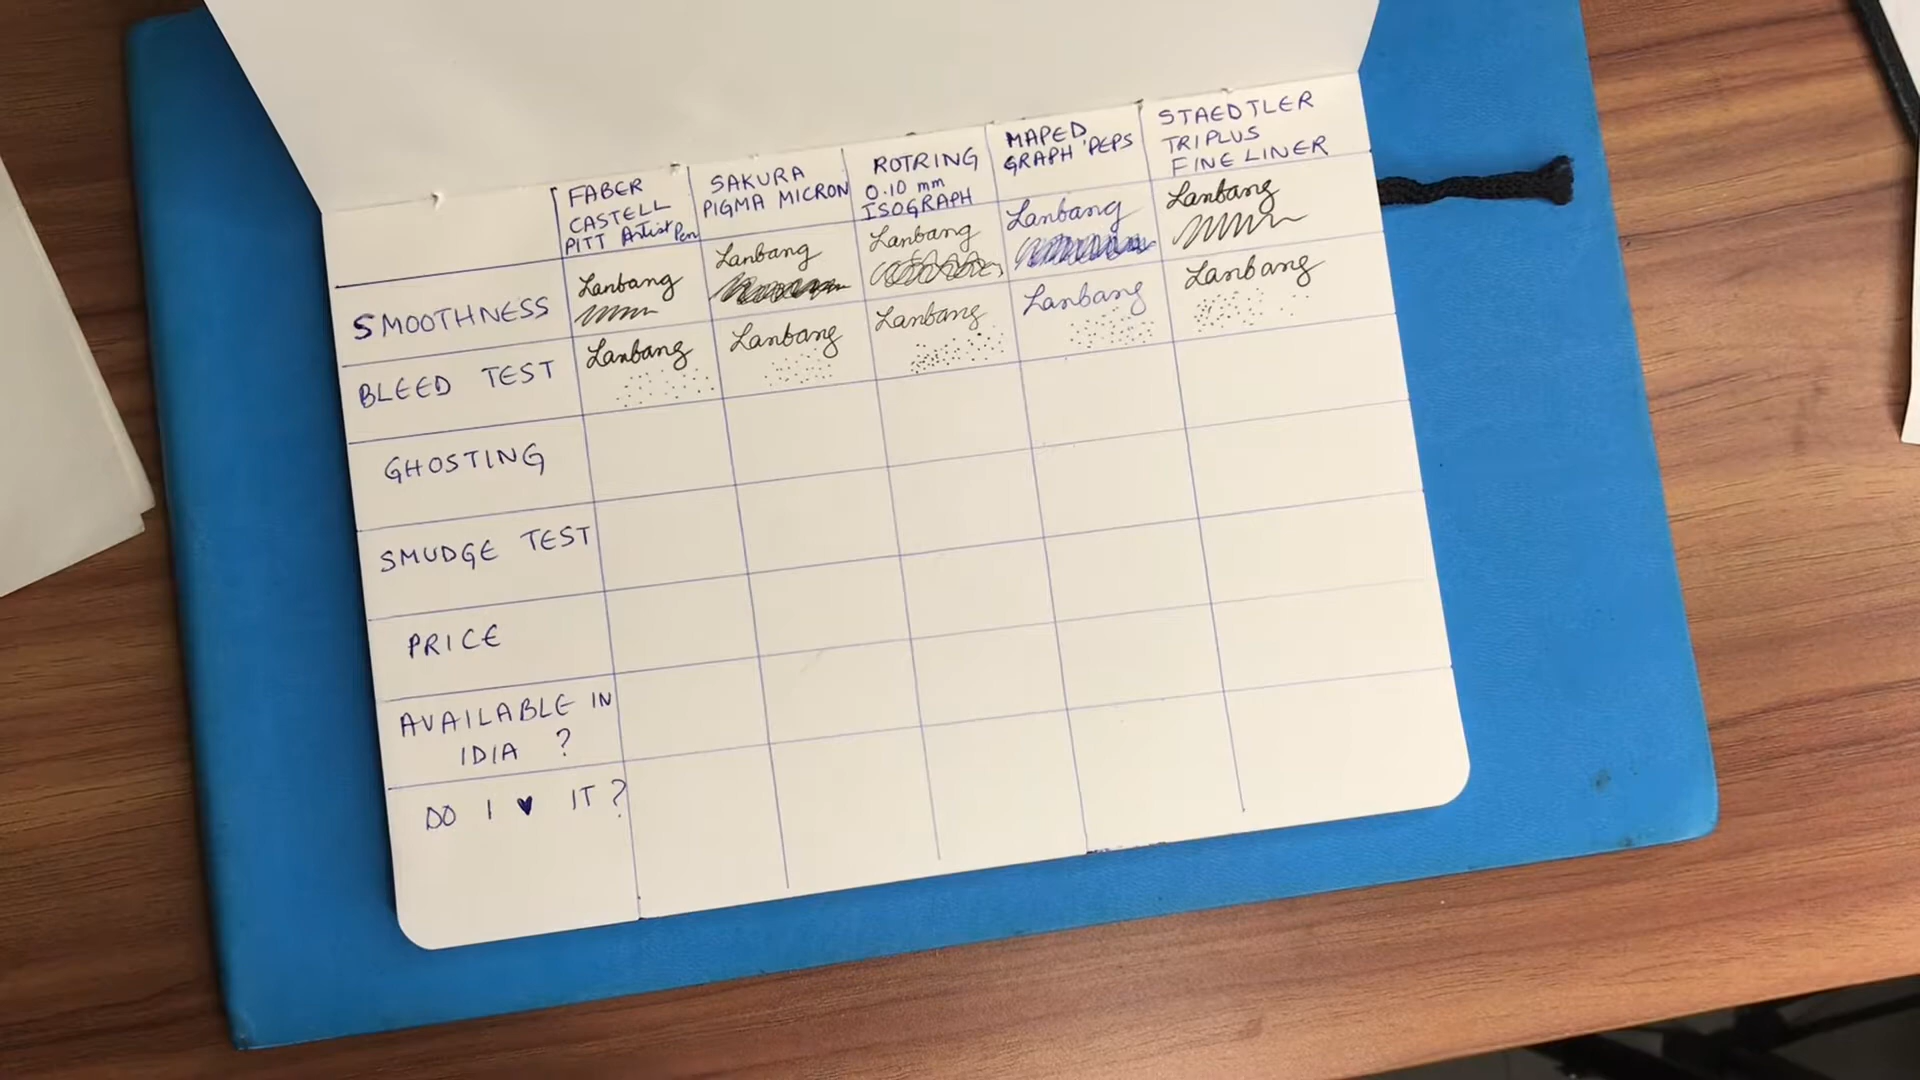 FABER
CASTELL
PITT Artist Pen
SAKURA
PIGMA MICRON
ROTRING
0.10 mm
ISOGRAPH
MAPED
GRAPH 'PEPS
STAEDTLER
TRIPLUS
FINE LINER
SMOOTHNESS
Lanbang
Lanbang
Lanbang
Lanbang
Lanbang
BLEED TEST
Lanbang
Lanbang
Lanbang
Lanbang
Lanbang
GHOSTING
SMUDGE TEST
PRICE
AVAILABLE IN
IDIA ?
DO I ♥ IT ?